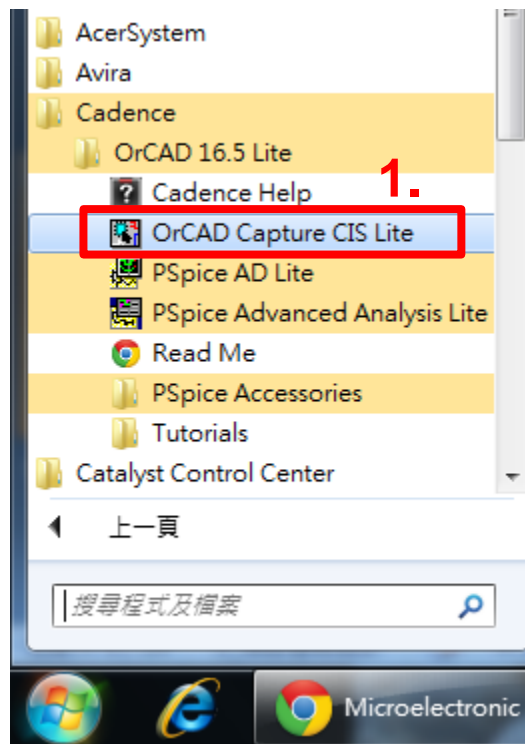 AcerSystem
Avira
Cadence
OrCAD 16.5 Lite
1.
Cadence Help
OrCAD Capture CIS Lite
PSpice AD Lite
PSpice Advanced Analysis Lite
Read Me
PSpice Accessories
Tutorials
Catalyst Control Center
上一頁
搜尋程式及檔案
Microelectronic